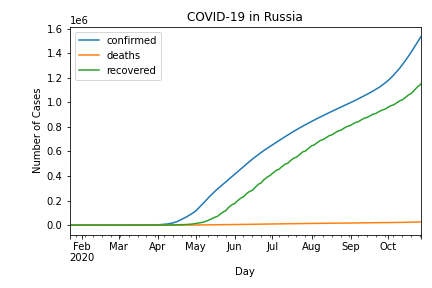 COVID-19 in Russia
1e6
confirmed
deaths
recovered
Number of Cases
1.6
1.4
1.2
1.0
0.8
0.6
0.4
0.2
0.0
Feb Mar Apr May Jun Jul Aug Sep Oct
2020
Day